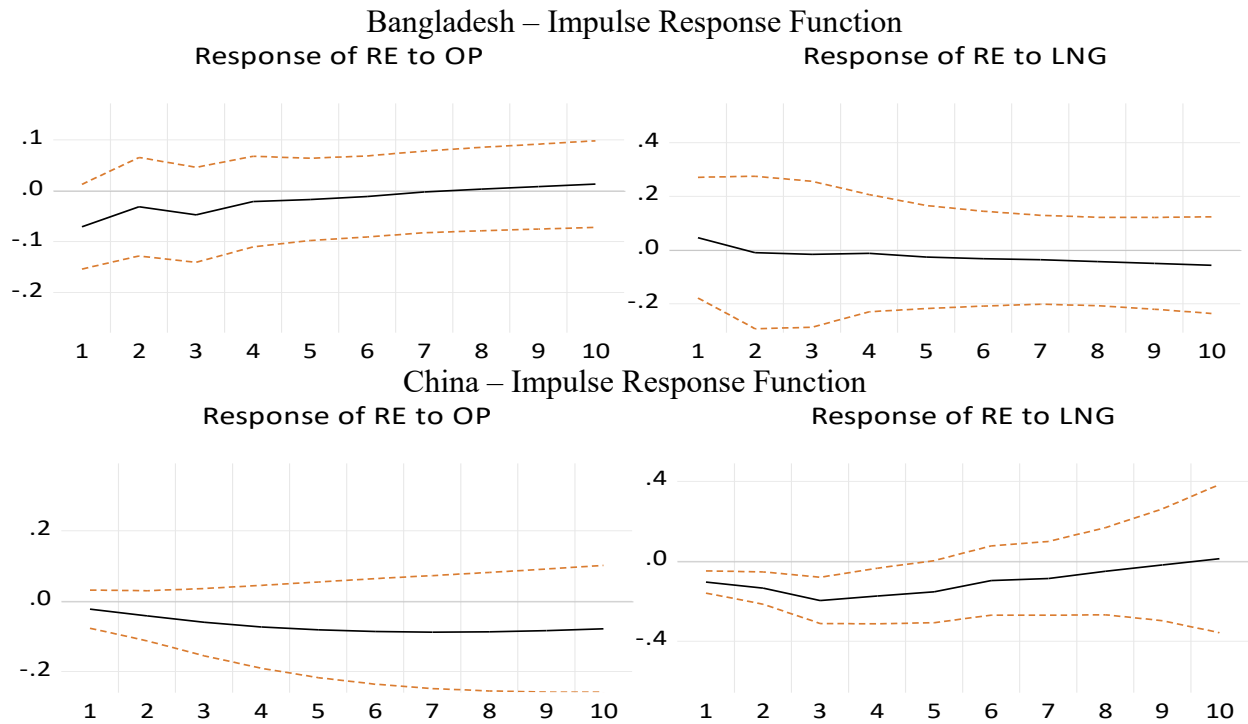 Bangladesh – Impulse Response Function
Response of RE to OP
.1
.0
-.1
-.2
1 2 3 4 5 6 7 8 9 10
Response of RE to LNG
.4
.2
.0
-.2
1 2 3 4 5 6 7 8 9 10
China – Impulse Response Function
Response of RE to OP
.2
.0
-.2
1 2 3 4 5 6 7 8 9 10
Response of RE to LNG
.4
.0
-.4
1 2 3 4 5 6 7 8 9 10